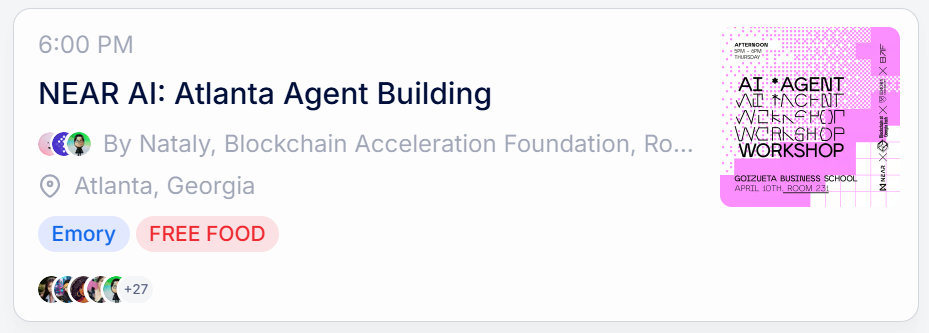 6:00 PM
NEAR AI: Atlanta Agent Building
By Nataly, Blockchain Acceleration Foundation, Ro...
Atlanta, Georgia
Emory
FREE FOOD
+27
AFTERNOON
5PM - 6PM
THURSDAY
AI *AGENT
AI *AGENT
WORKSHOP
WORKSHOP
WORKSHOP
GOIZUETA BUSINESS SCHOOL
APRIL 10TH, ROOM 231
NEAR